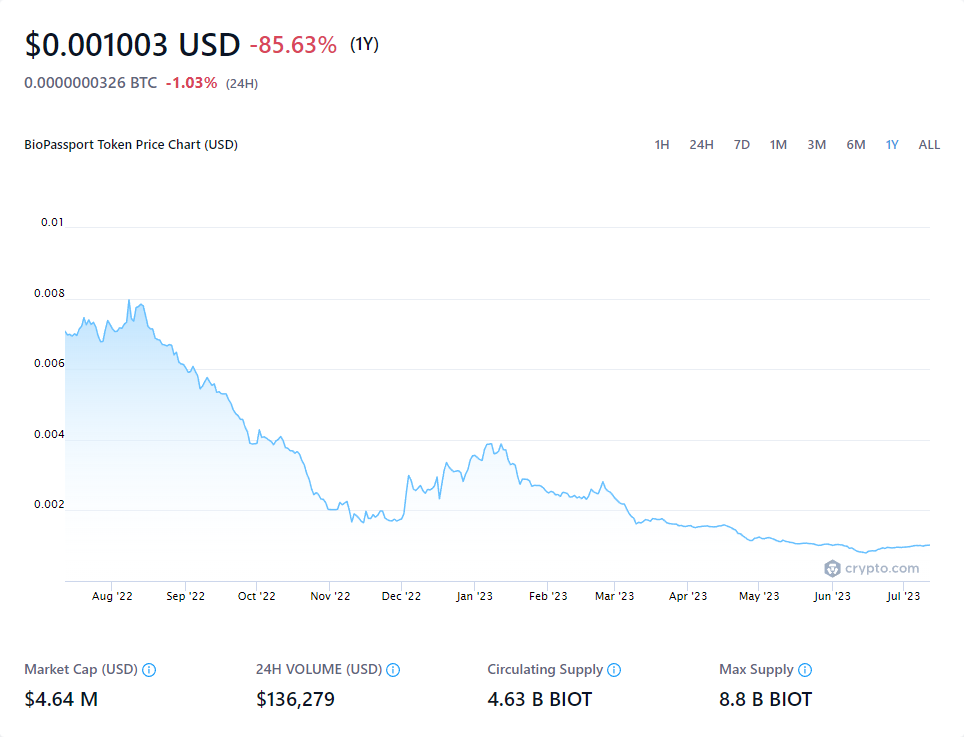 $0.001003 USD -85.63% (1Y)
0.0000000326 BTC -1.03% (24H)
BioPassport Token Price Chart (USD) 1H 24H 7D 1M 3M 6M 1Y ALL
0.01
0.008
0.006
0.004
0.002
crypto.com
Aug '22 Sep '22 Oct '22 Nov '22 Dec '22 Jan '23 Feb '23 Mar '23 Apr '23 May '23 Jun '23 Jul '23
Market Cap (USD) 24H VOLUME (USD) Circulating Supply Max Supply
$4.64 M $136,279 4.63 B BIOT 8.8 B BIOT